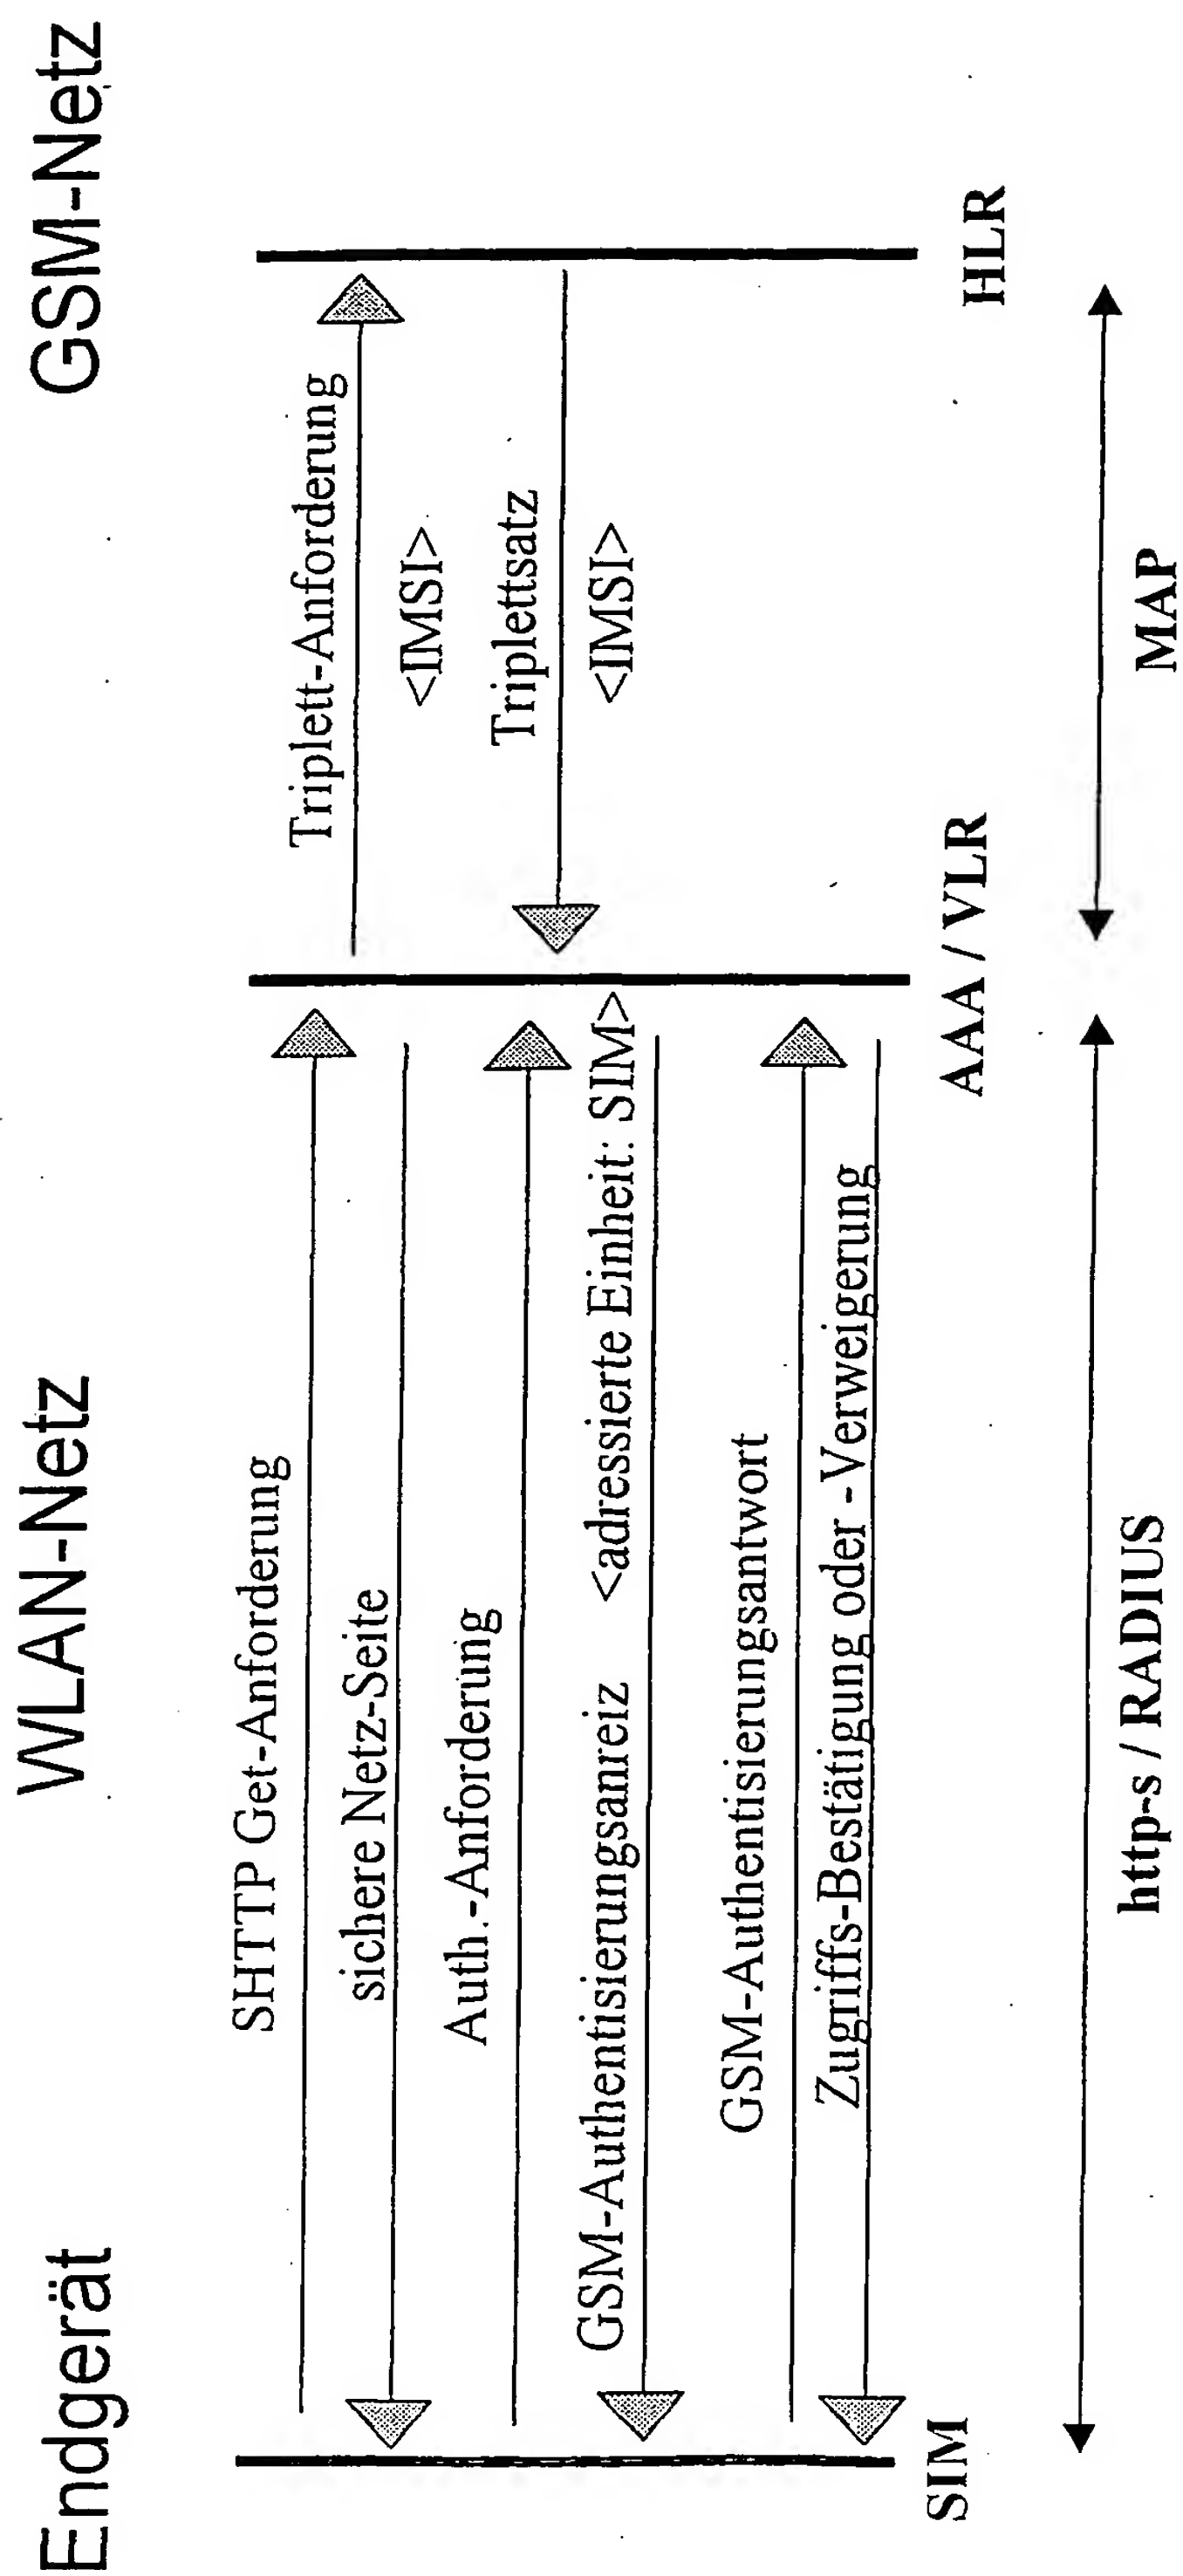 Endgerät
WLAN-Netz
GSM-Netz
SHTTP Get-Anforderung
Triplett-Anforderung
sichere Netz-Seite
<IMSI>
Auth.-Anforderung
Triplettsatz
GSM-Authentisierungsanreiz <adressierte Einheit: SIM>
<IMSI>
GSM-Authentisierungsantwort
Zugriffs-Bestätigung oder -Verweigerung
SIM
AAA / VLR
HLR
http-s / RADIUS
MAP